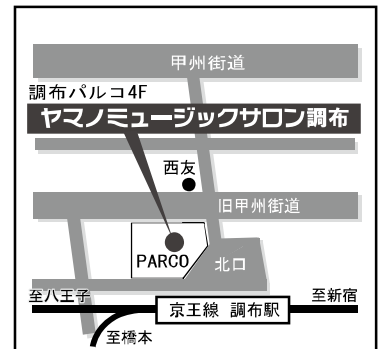 甲州街道
調布パルコ4F
ヤマノミュージックサロン調布
西友
旧甲州街道
PARCO
北口
至八王子
京王線 調布駅
至新宿
至橋本